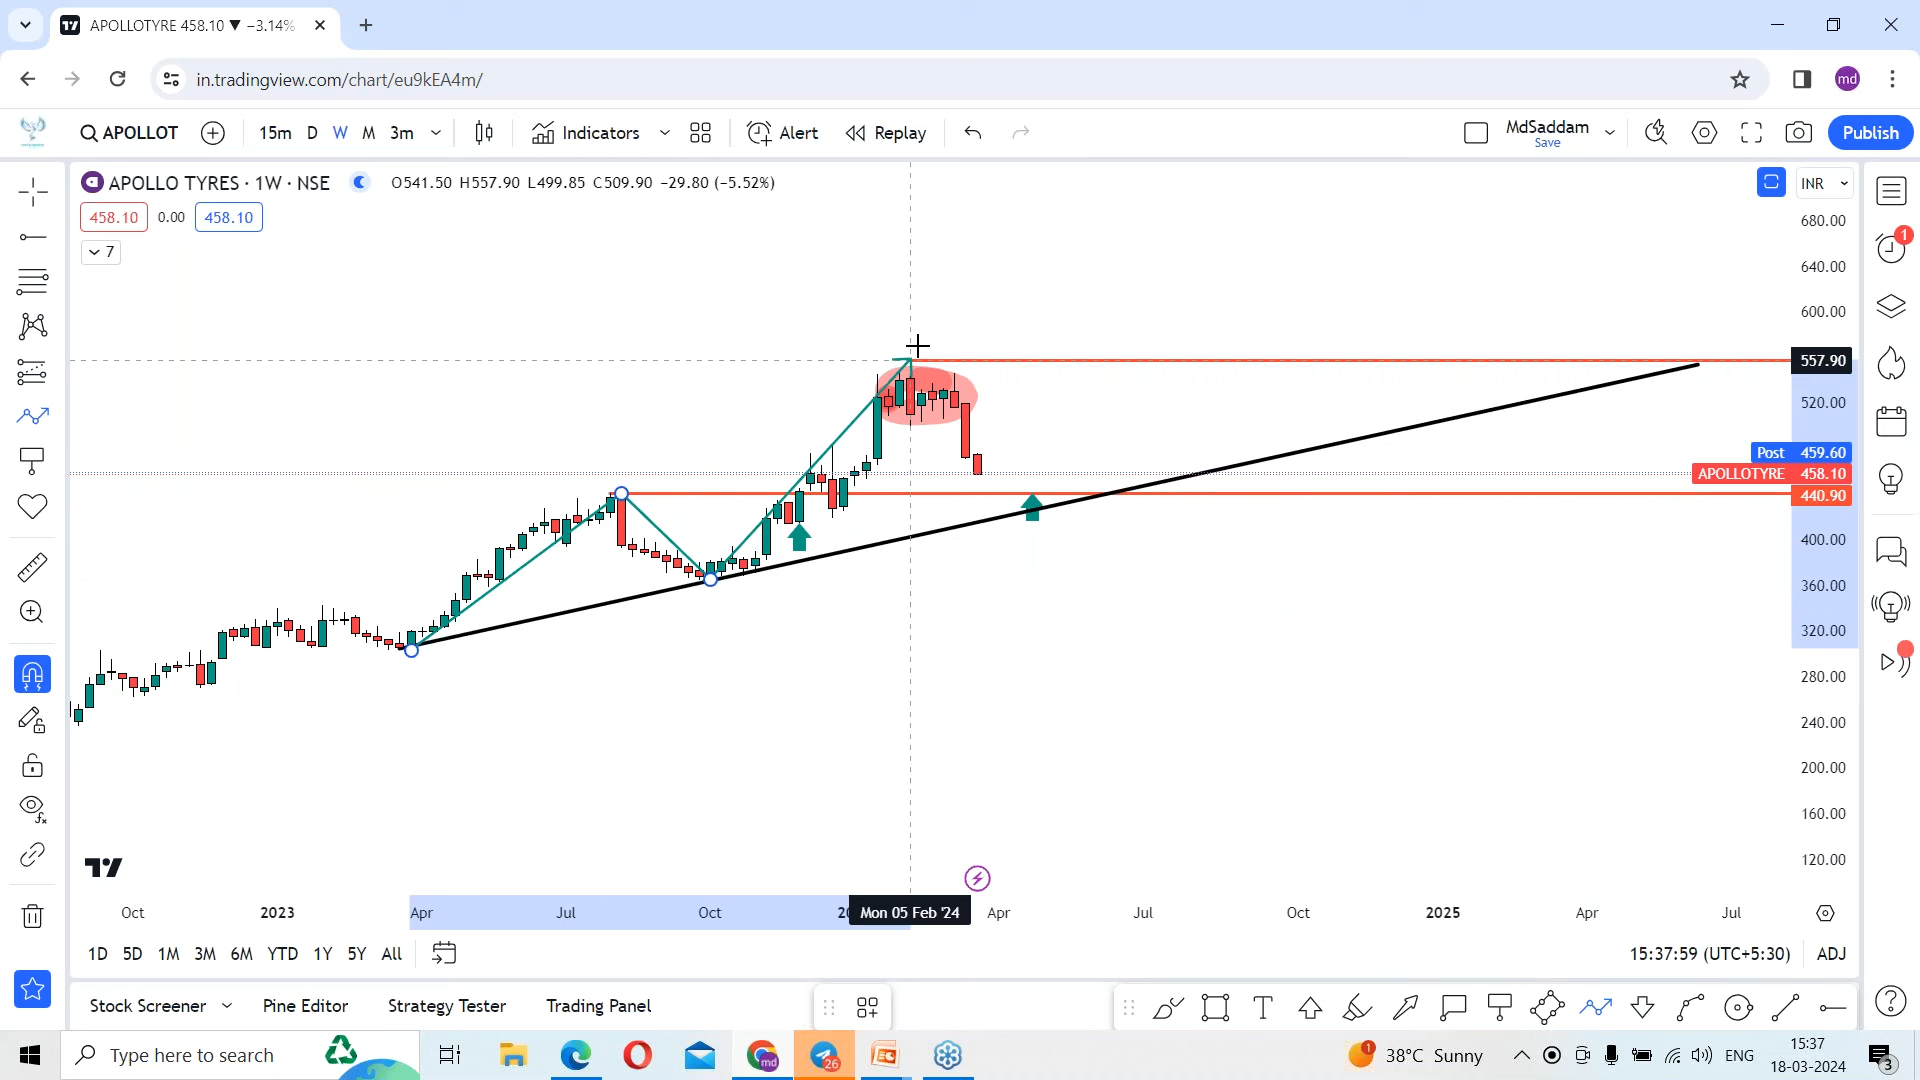 APOLLOTYRE 458.10 ▼ −3.14%
in.tradingview.com/chart/eu9kEA4m/
md
APOLLOT
15m D W M 3m
Indicators
Alert
Replay
MdSaddam
Save
Publish
APOLLO TYRES · 1W · NSE
O541.50 H557.90 L499.85 C509.90 −29.80 (−5.52%)
INR
458.10 0.00 458.10
7
680.00
640.00
600.00
557.90
520.00
Post 459.60
APOLLOTYRE 458.10
440.90
400.00
360.00
320.00
280.00
240.00
200.00
160.00
120.00
1
Oct 2023 Apr Jul Oct Mon 05 Feb '24 Apr Jul Oct 2025 Apr Jul
1D 5D 1M 3M 6M YTD 1Y 5Y All
15:37:59 (UTC+5:30) ADJ
Stock Screener Pine Editor Strategy Tester Trading Panel
Type here to search
md
26
1
38°C Sunny
ENG
15:37
18-03-2024
3